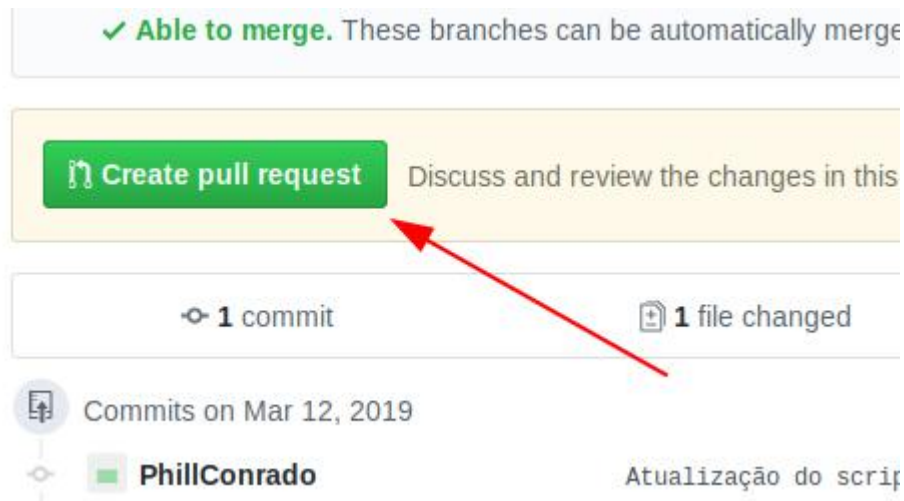 Able to merge. These branches can be automatically merge
Create pull request Discuss and review the changes in this
1 commit 1 file changed
Commits on Mar 12, 2019
PhillConrado Atualização do scrip